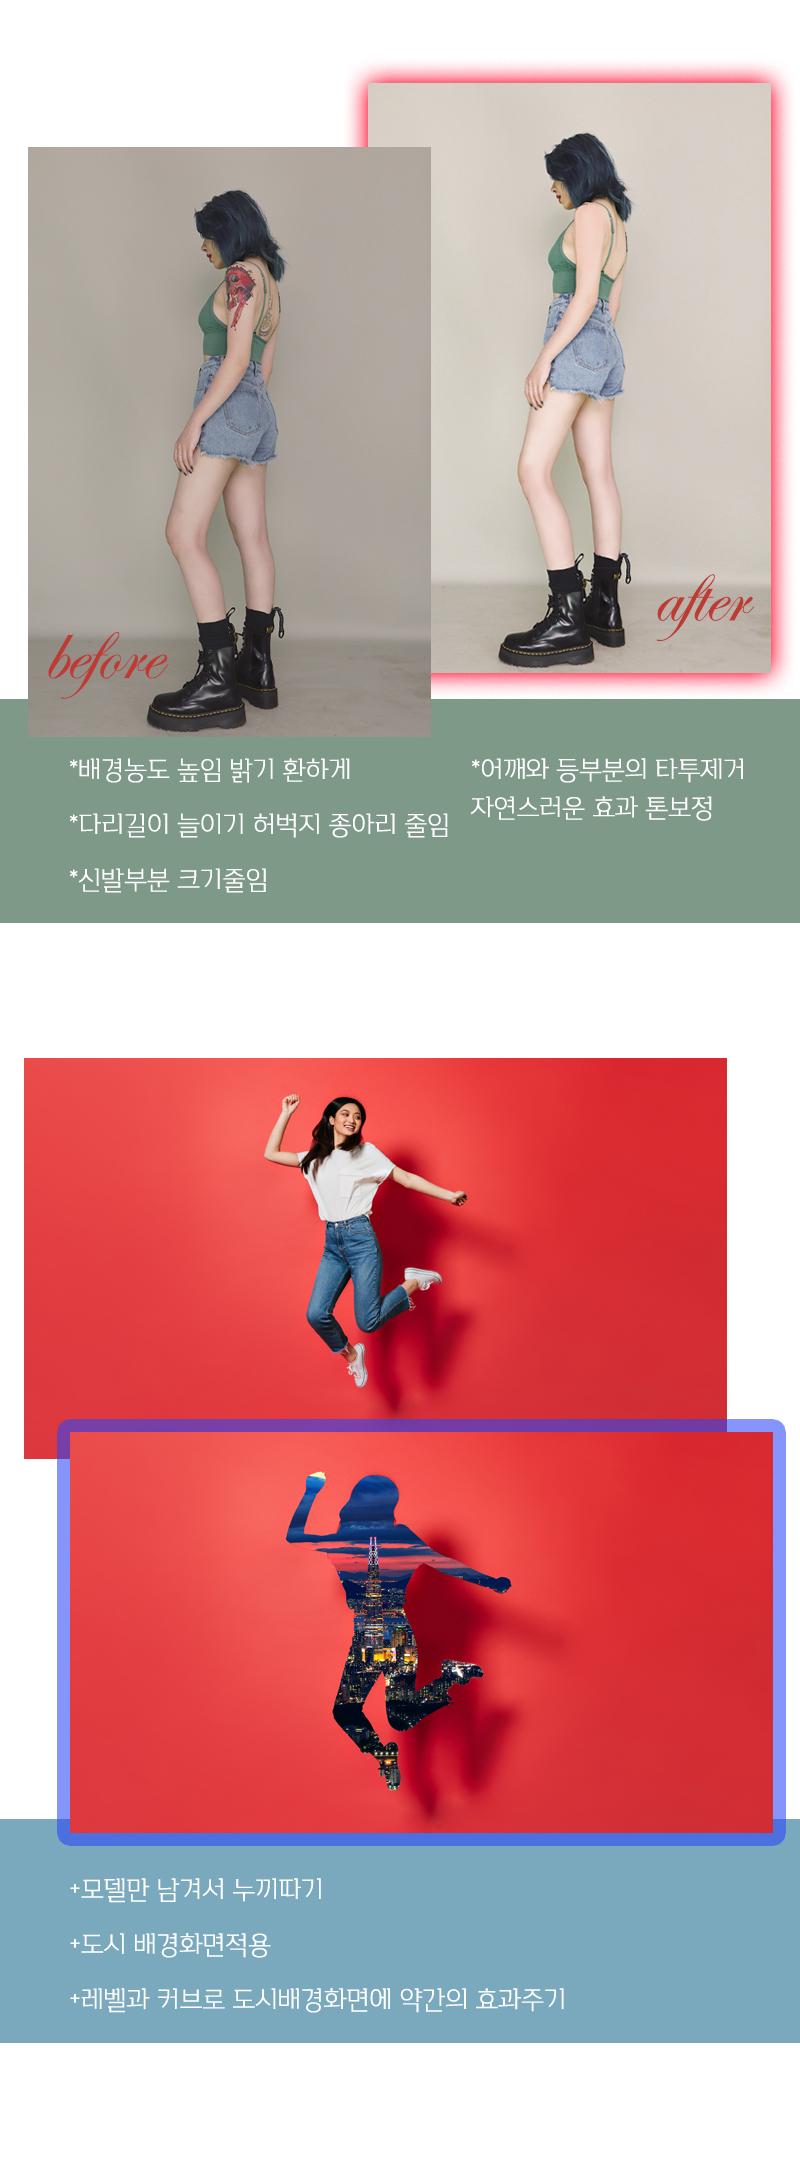 before
after
*배경농도 높임 밝기 환하게
*다리길이 늘이기 허벅지 종아리 줄임
*신발부분 크기줄임
*어깨와 등부분의 타투제거
자연스러운 효과 톤보정
+모델만 남겨서 누끼따기
+도시 배경화면적용
+레벨과 커브로 도시배경화면에 약간의 효과주기